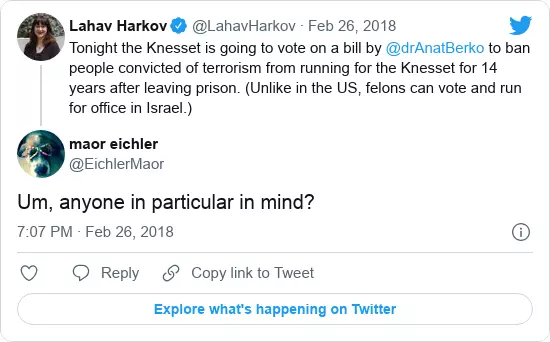 Lahav Harkov @LahavHarkov · Feb 26, 2018
Tonight the Knesset is going to vote on a bill by @drAnatBerko to ban
people convicted of terrorism from running for the Knesset for 14
years after leaving prison. (Unlike in the US, felons can vote and run
for office in Israel.)
maor eichler
@EichlerMaor
Um, anyone in particular in mind?
7:07 PM · Feb 26, 2018
Reply Copy link to Tweet
Explore what's happening on Twitter